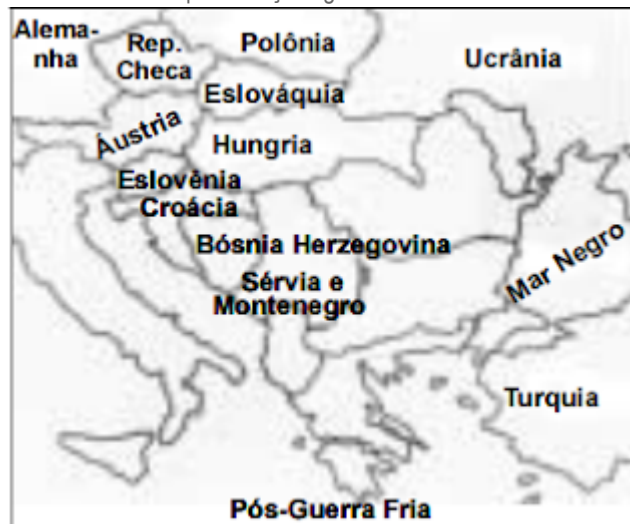 Alema-
nha
Rep.
Checa
Polônia
Ucrânia
Eslováquia
Áustria
Hungria
Eslovênia
Croácia
Bósnia Herzegovina
Sérvia e
Montenegro
Mar Negro
Turquia
Pós-Guerra Fria